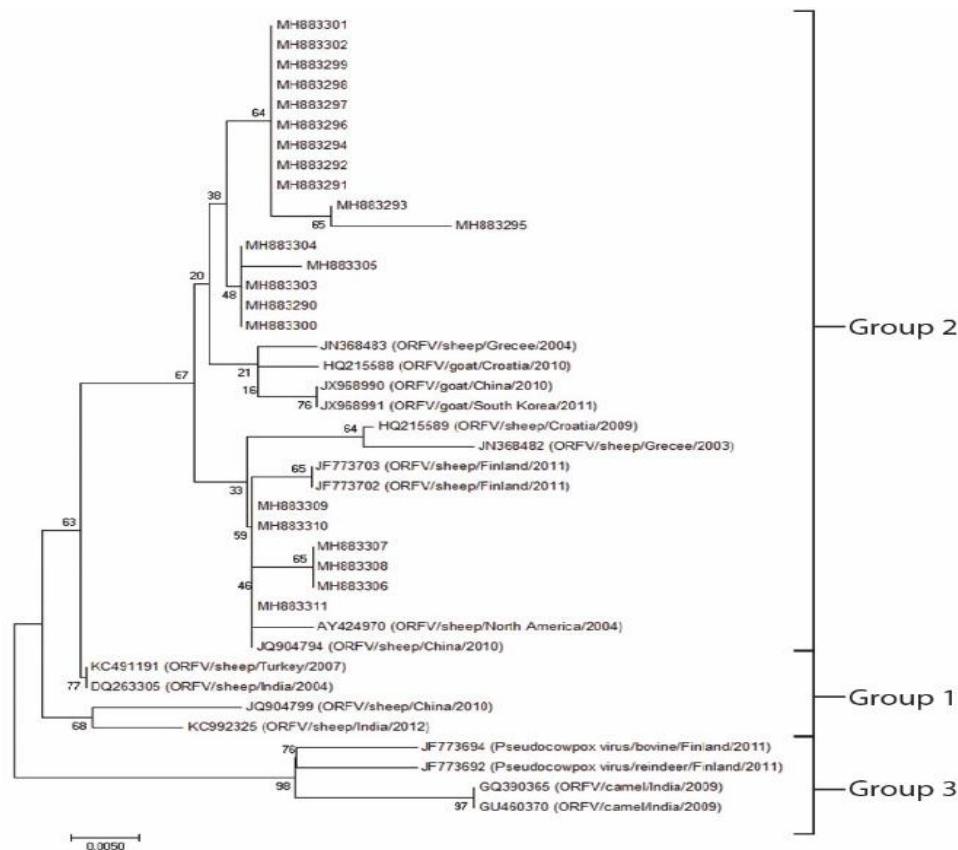 MH883301
MH883302
MH883299
MH883298
MH883297
64
MH883296
MH883294
MH883292
MH883291
38
MH883293
65
MH883295
MH883304
MH883305
20
48
MH883303
MH883290
MH883300
Group 2
JN368483 (ORFV/sheep/Grecee/2004)
21
HQ215588 (ORFV/goat/Croatia/2010)
16
JX968990 (ORFV/goat/China/2010)
67
76
JX968991 (ORFV/goat/South Korea/2011)
64
HQ215589 (ORFV/sheep/Croatia/2009)
JN368482 (ORFV/sheep/Grecee/2003)
65
JF773703 (ORFV/sheep/Finland/2011)
33
JF773702 (ORFV/sheep/Finland/2011)
MH883309
63
59
MH883310
MH883307
65
MH883308
46
MH883306
MH883311
AY424970 (ORFV/sheep/North America/2004)
JQ904794 (ORFV/sheep/China/2010)
KC491191 (ORFV/sheep/Turkey/2007)
77
DQ263305 (ORFV/sheep/India/2004)
Group 1
JQ904799 (ORFV/sheep/China/2010)
68
KC992325 (ORFV/sheep/India/2012)
76
JF773694 (Pseudocowpox virus/bovine/Finland/2011)
JF773692 (Pseudocowpox virus/reindeer/Finland/2011)
98
GQ390365 (ORFV/camel/India/2009)
Group 3
97
GU460370 (ORFV/camel/India/2009)
0.0050